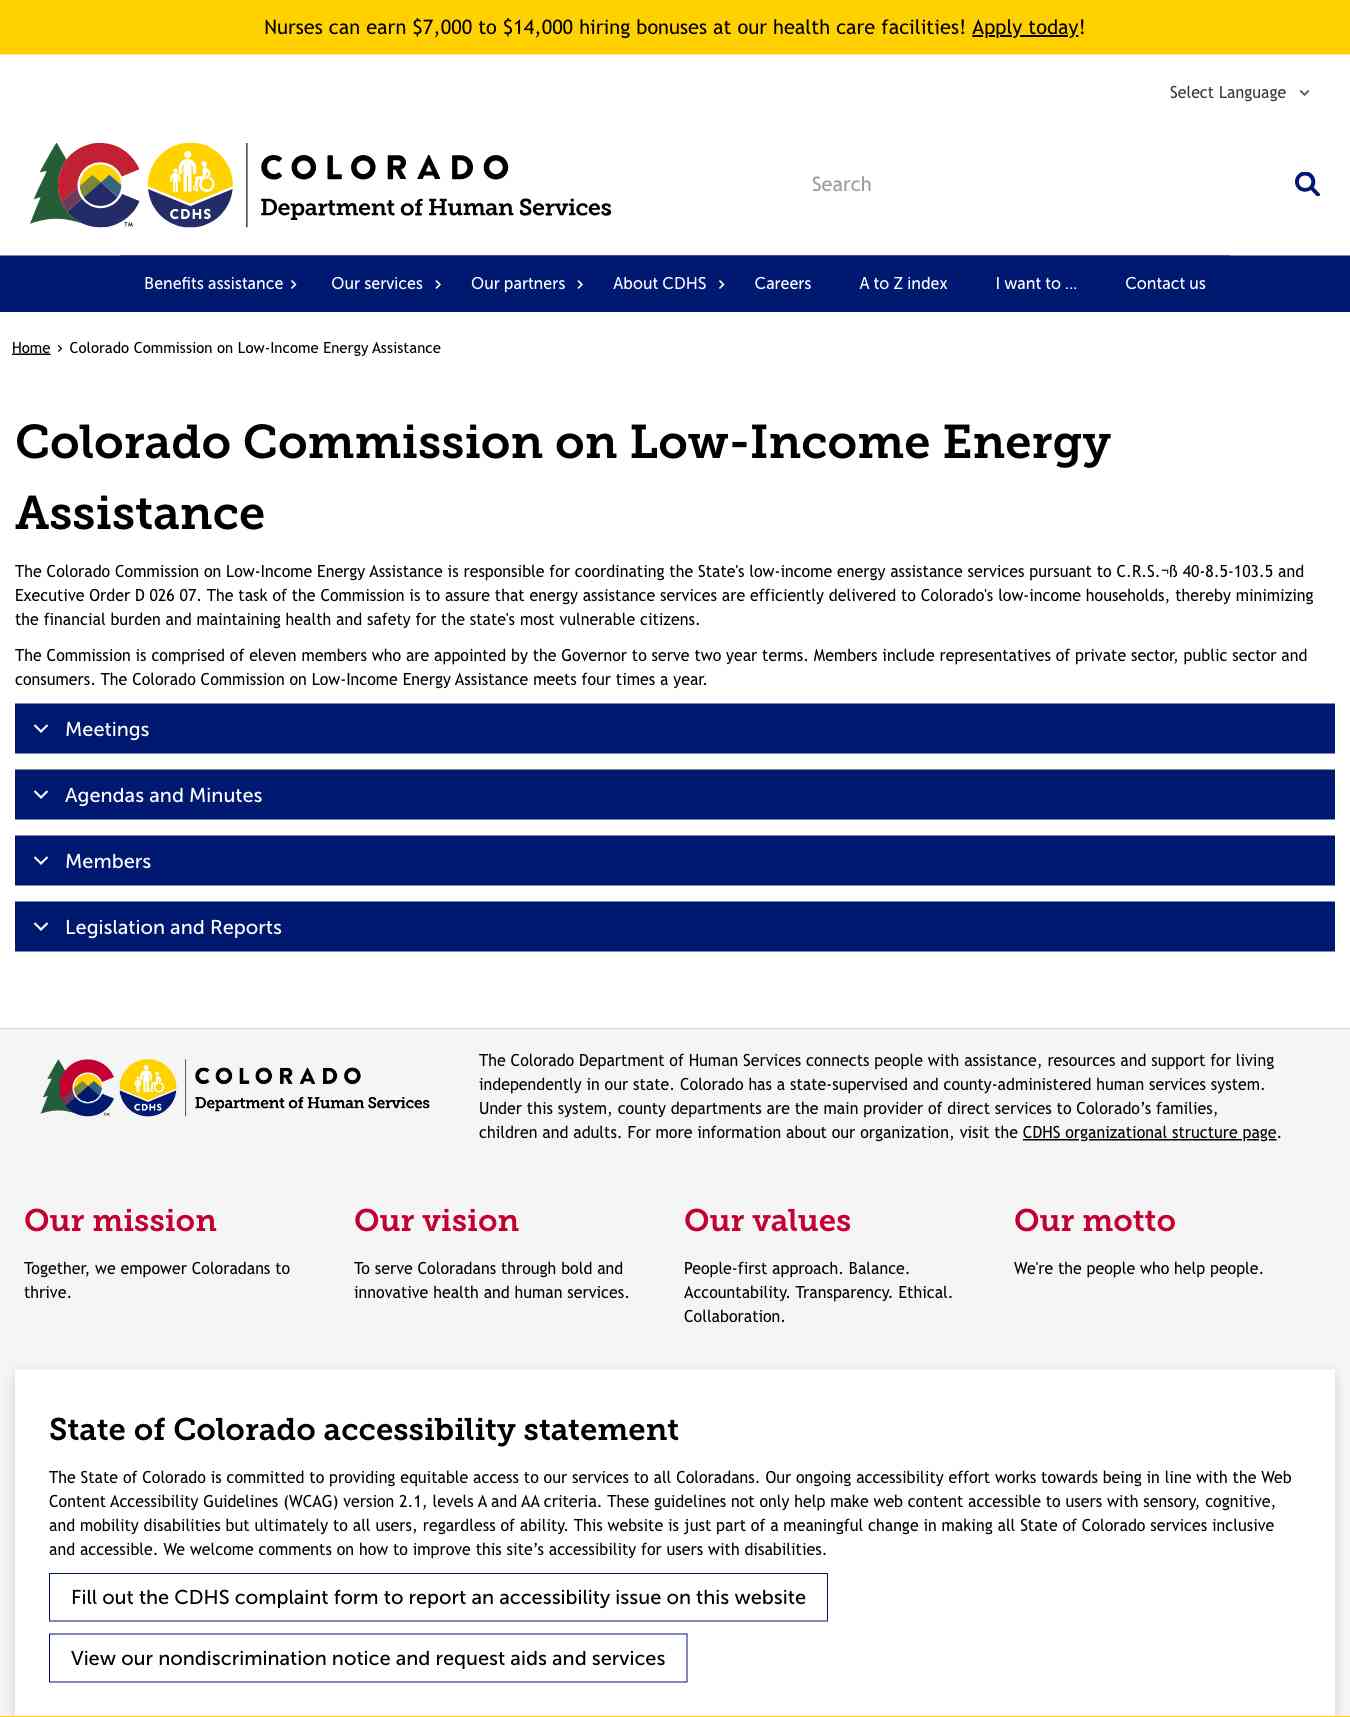 Nurses can earn $7,000 to $14,000 hiring bonuses at our health care facilities! Apply today!
Select Language
CDHS
COLORADO
Department of Human Services
TM
Search
Benefits assistance › Our services › Our partners › About CDHS › Careers A to Z index I want to ... Contact us
Home › Colorado Commission on Low-Income Energy Assistance
Colorado Commission on Low-Income Energy
Assistance
The Colorado Commission on Low-Income Energy Assistance is responsible for coordinating the State's low-income energy assistance services pursuant to C.R.S.¬ß 40-8.5-103.5 and
Executive Order D 026 07. The task of the Commission is to assure that energy assistance services are efficiently delivered to Colorado's low-income households, thereby minimizing
the financial burden and maintaining health and safety for the state's most vulnerable citizens.
The Commission is comprised of eleven members who are appointed by the Governor to serve two year terms. Members include representatives of private sector, public sector and
consumers. The Colorado Commission on Low-Income Energy Assistance meets four times a year.
Meetings
Agendas and Minutes
Members
Legislation and Reports
CDHS
COLORADO
Department of Human Services
TM
The Colorado Department of Human Services connects people with assistance, resources and support for living
independently in our state. Colorado has a state-supervised and county-administered human services system.
Under this system, county departments are the main provider of direct services to Colorado’s families,
children and adults. For more information about our organization, visit the CDHS organizational structure page.
Our mission
Together, we empower Coloradans to
thrive.
Our vision
To serve Coloradans through bold and
innovative health and human services.
Our values
People-first approach. Balance.
Accountability. Transparency. Ethical.
Collaboration.
Our motto
We're the people who help people.
State of Colorado accessibility statement
The State of Colorado is committed to providing equitable access to our services to all Coloradans. Our ongoing accessibility effort works towards being in line with the Web
Content Accessibility Guidelines (WCAG) version 2.1, levels A and AA criteria. These guidelines not only help make web content accessible to users with sensory, cognitive,
and mobility disabilities but ultimately to all users, regardless of ability. This website is just part of a meaningful change in making all State of Colorado services inclusive
and accessible. We welcome comments on how to improve this site’s accessibility for users with disabilities.
Fill out the CDHS complaint form to report an accessibility issue on this website
View our nondiscrimination notice and request aids and services